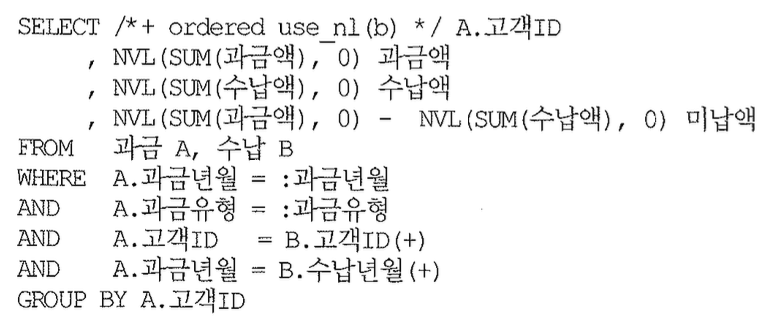 SELECT /*+ ordered use_nl(b) */ A.고객ID
     , NVL(SUM(과금액), 0) 과금액
     , NVL(SUM(수납액), 0) 수납액
     , NVL(SUM(과금액), 0) -  NVL(SUM(수납액), 0) 미납액
FROM   과금 A, 수납 B
WHERE  A.과금년월 = :과금년월
AND    A.과금유형 = :과금유형
AND    A.고객ID   = B.고객ID(+)
AND    A.과금년월 = B.수납년월(+)
GROUP BY A.고객ID